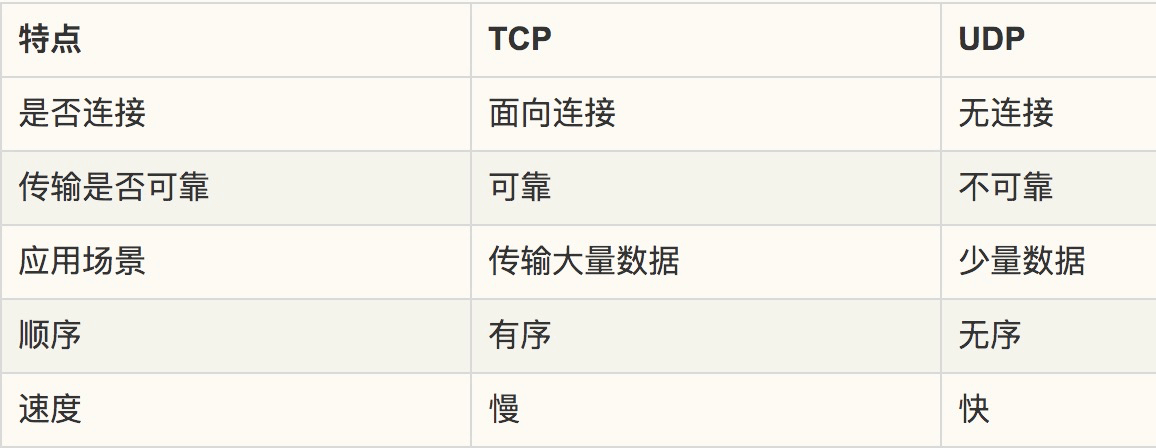 特点 TCP UDP
是否连接 面向连接 无连接
传输是否可靠 可靠 不可靠
应用场景 传输大量数据 少量数据
顺序 有序 无序
速度 慢 快